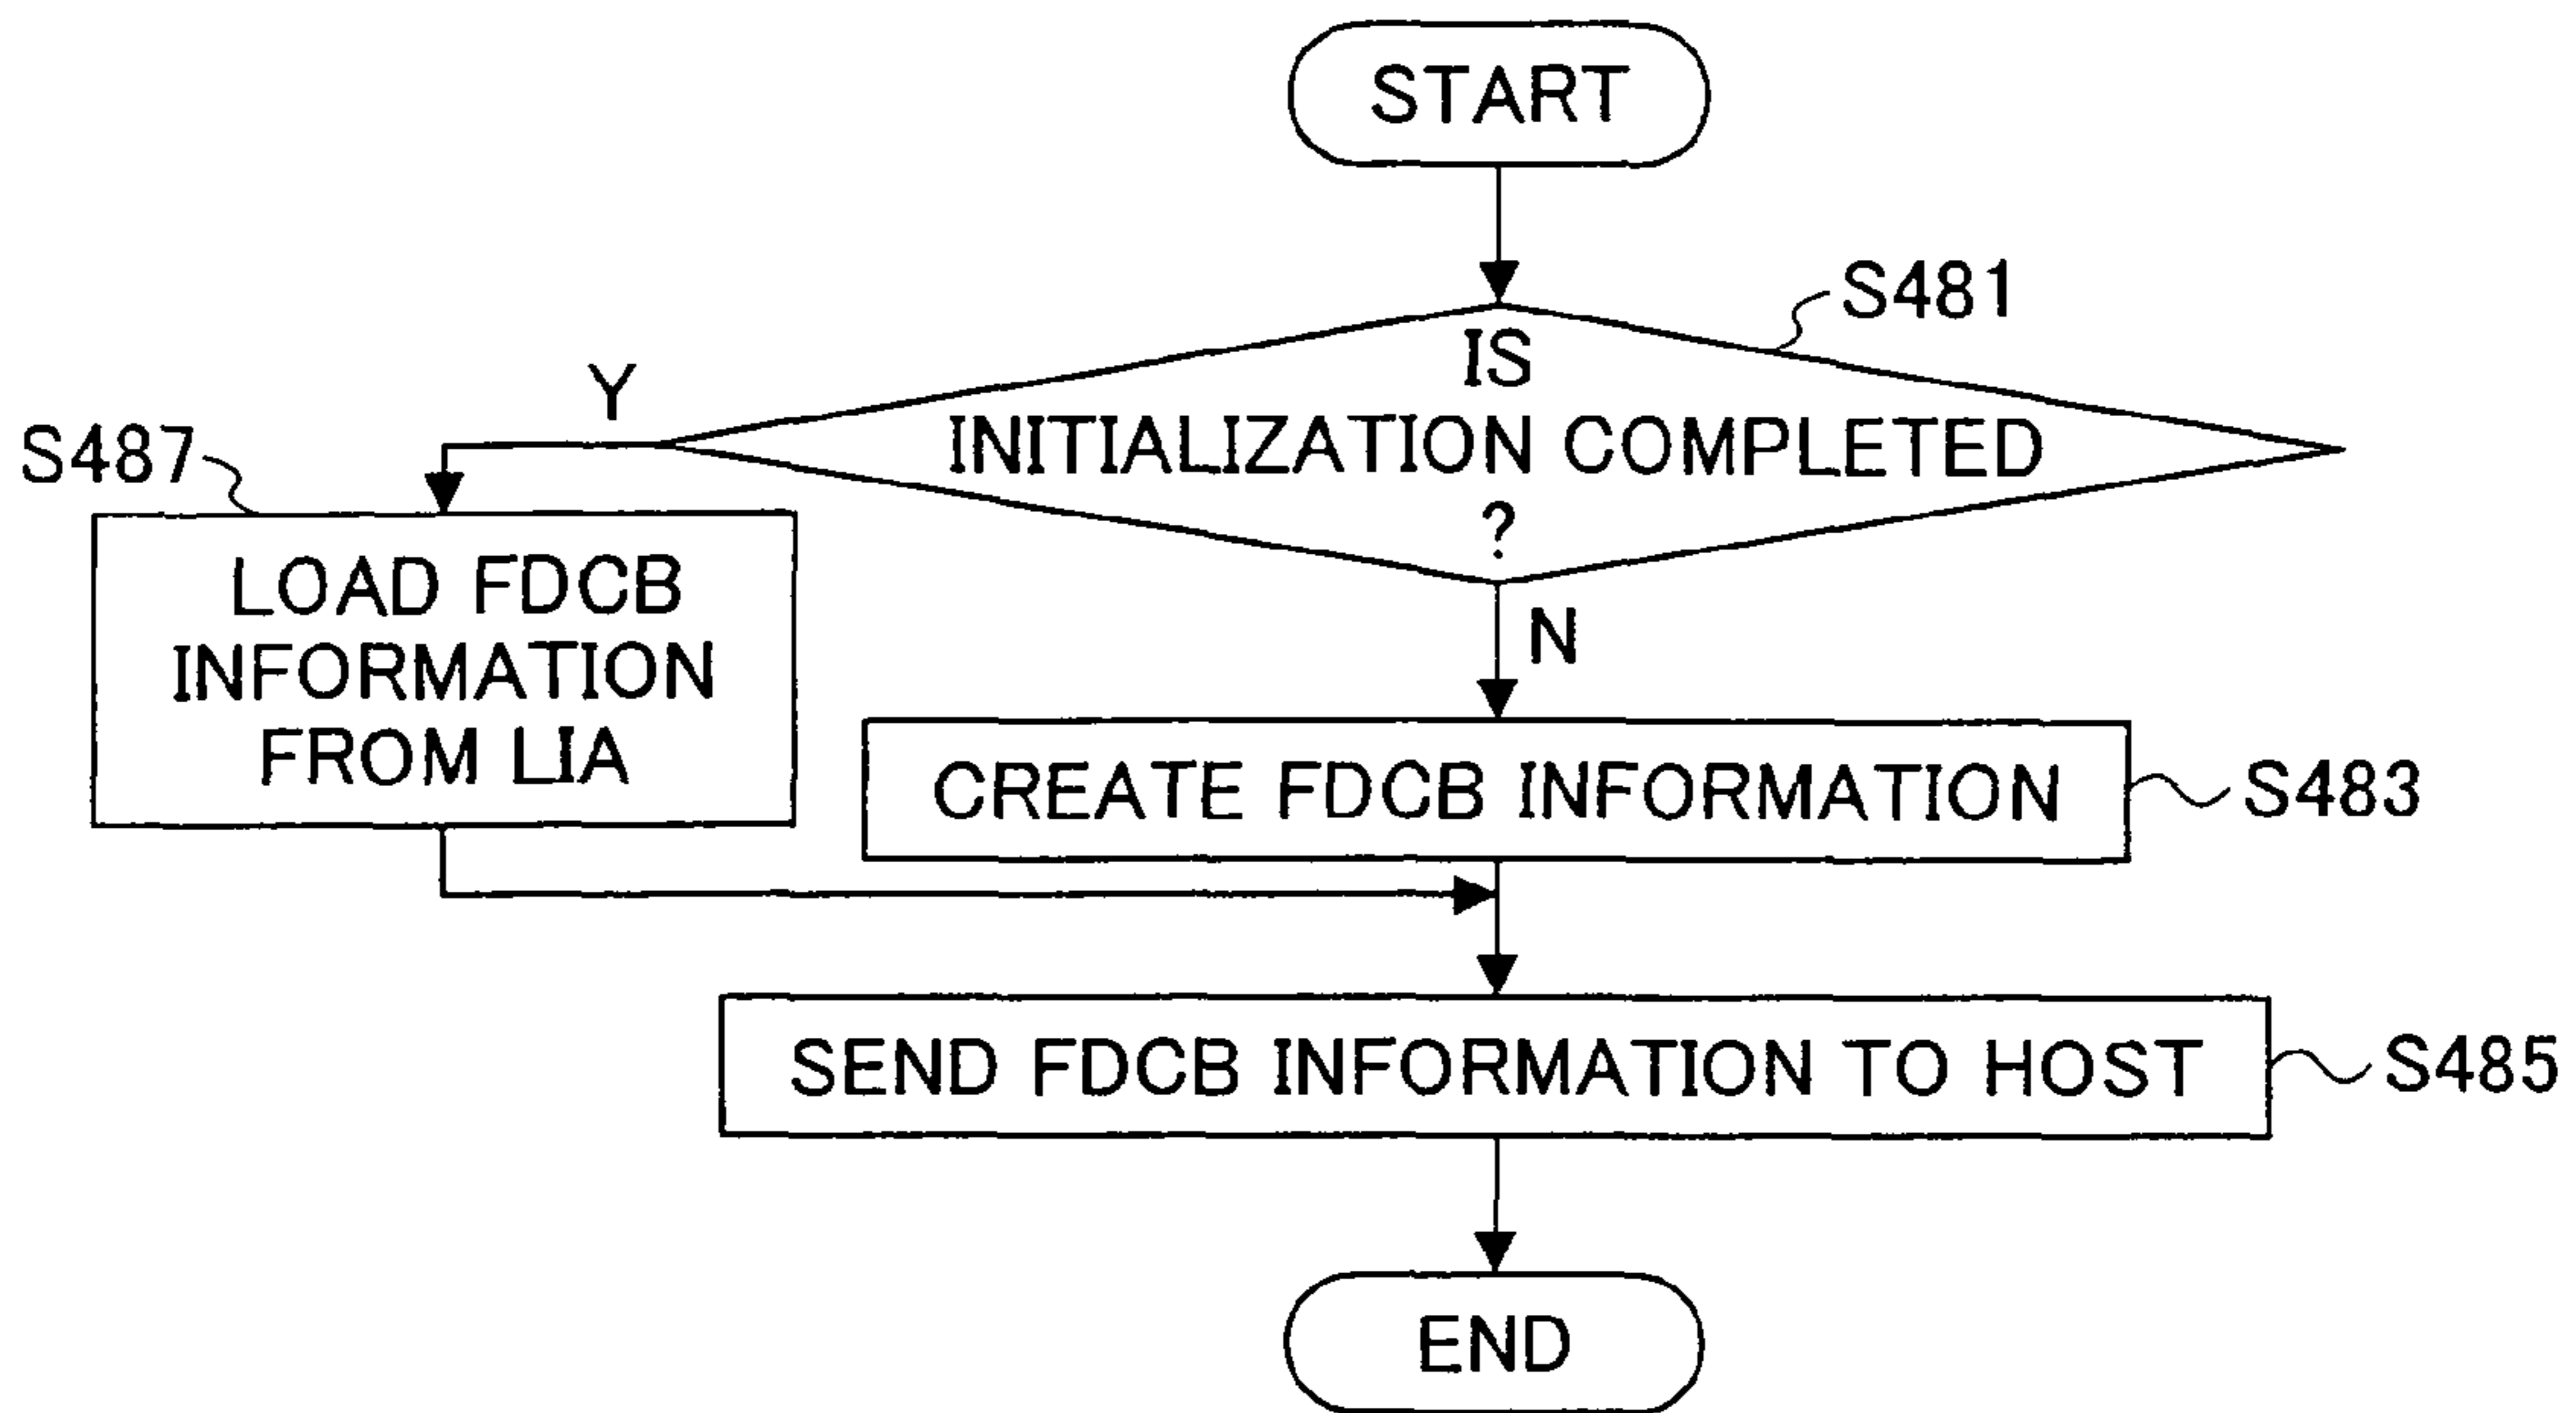 START
S481
IS
INITIALIZATION COMPLETED
?
Y
N
S487
LOAD FDCB
INFORMATION
FROM LIA
CREATE FDCB INFORMATION
S483
SEND FDCB INFORMATION TO HOST
S485
END